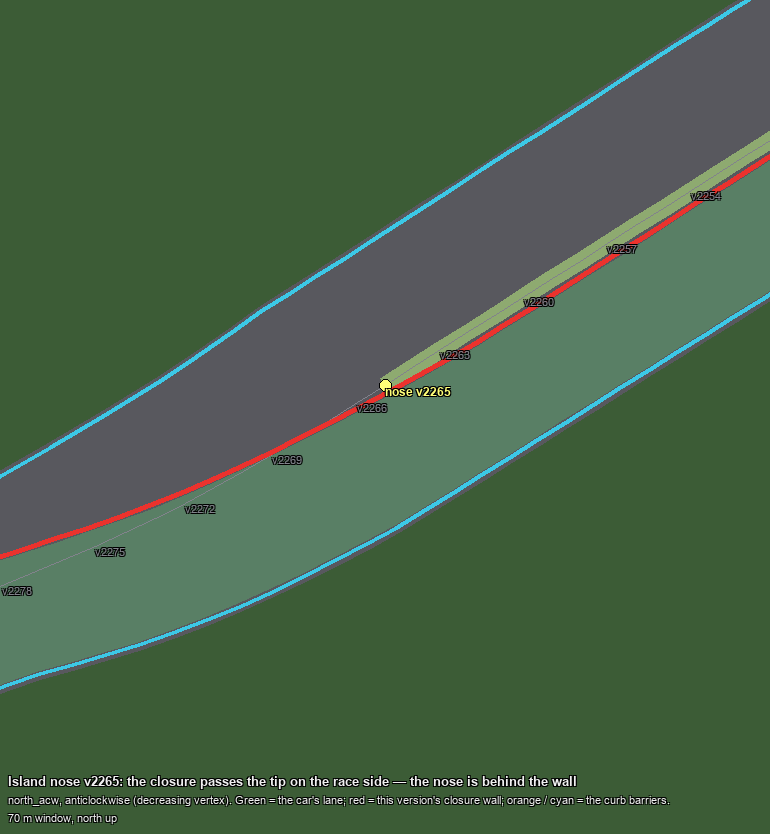 v2254
v2257
v2260
v2263
nose v2265
v2266
v2269
v2272
v2275
v2278
Island nose v2265: the closure passes the tip on the race side — the nose is behind the wall
north_acw, anticlockwise (decreasing vertex). Green = the car's lane; red = this version's closure wall; orange / cyan = the curb barriers.
70 m window, north up